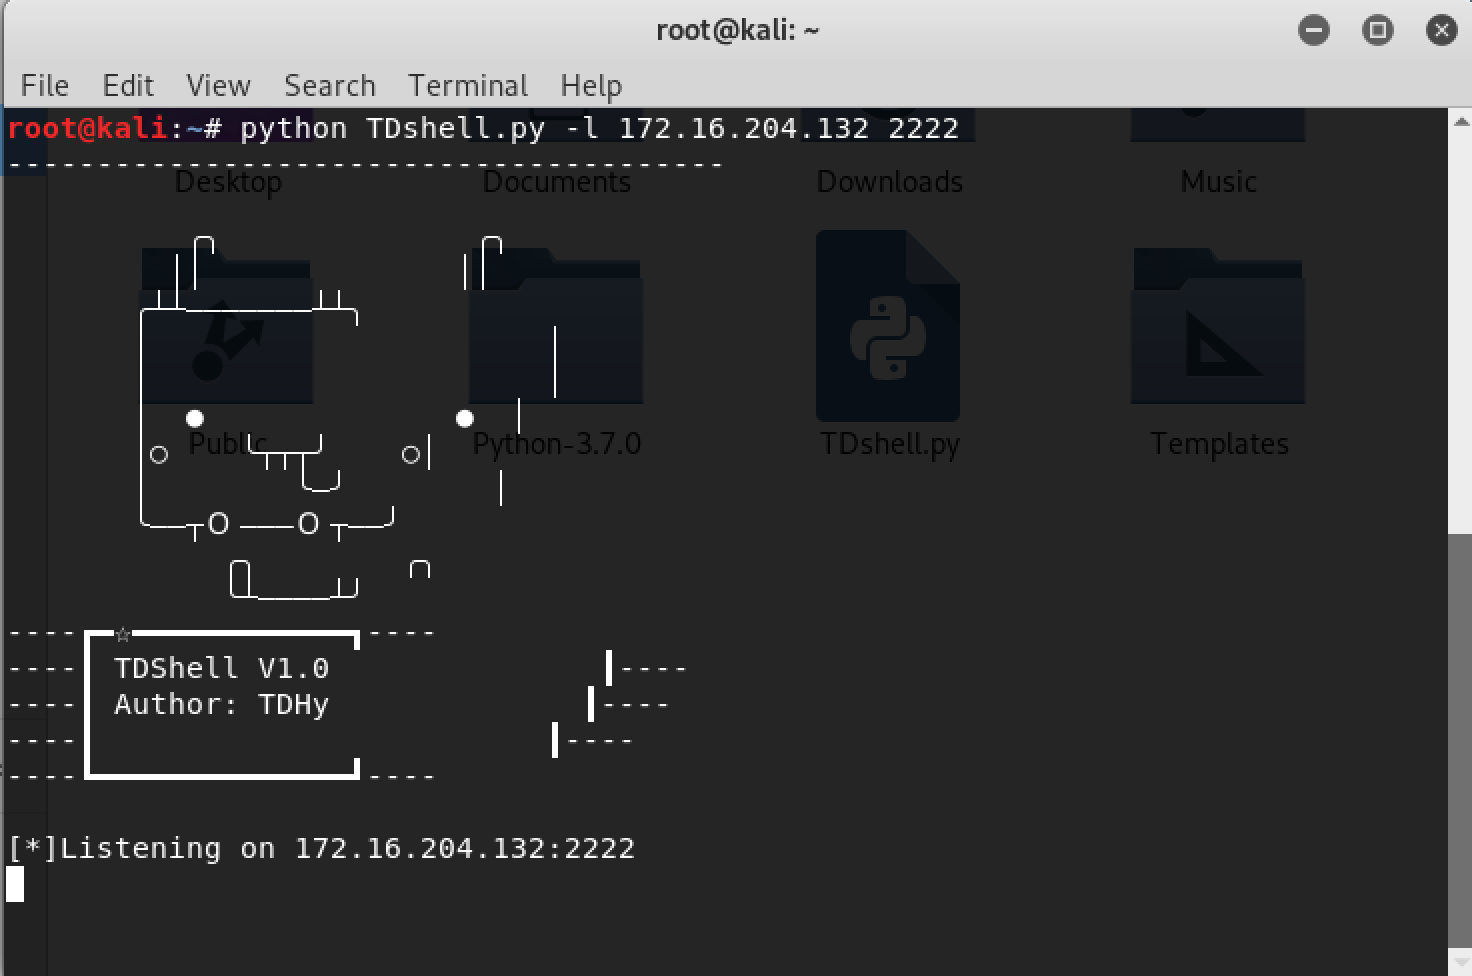 root@kali: ~
File Edit View Search Terminal Help
root@kali:~# python TDshell.py -l 172.16.204.132 2222
----------------------------------------
Desktop Documents Downloads Music
Public Python-3.7.0 TDshell.py Templates
---- ☆ ----
---- TDShell V1.0 ----
---- Author: TDHy ----
---- ----
---- ----
[*]Listening on 172.16.204.132:2222